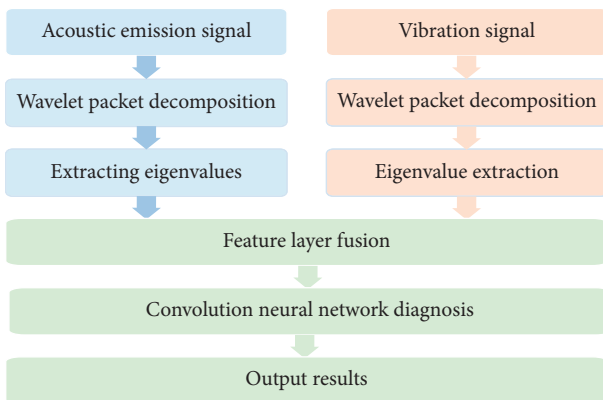 Acoustic emission signal
Vibration signal
Wavelet packet decomposition
Wavelet packet decomposition
Extracting eigenvalues
Eigenvalue extraction
Feature layer fusion
Convolution neural network diagnosis
Output results